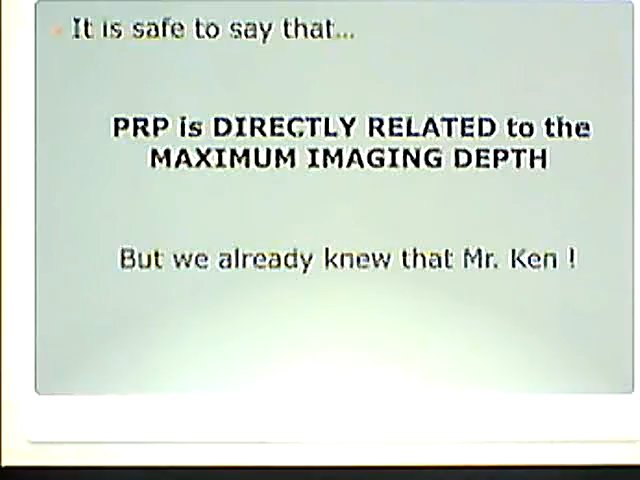 It is safe to say that...
PRP is DIRECTLY RELATED to the
MAXIMUM IMAGING DEPTH
But we already knew that Mr. Ken !